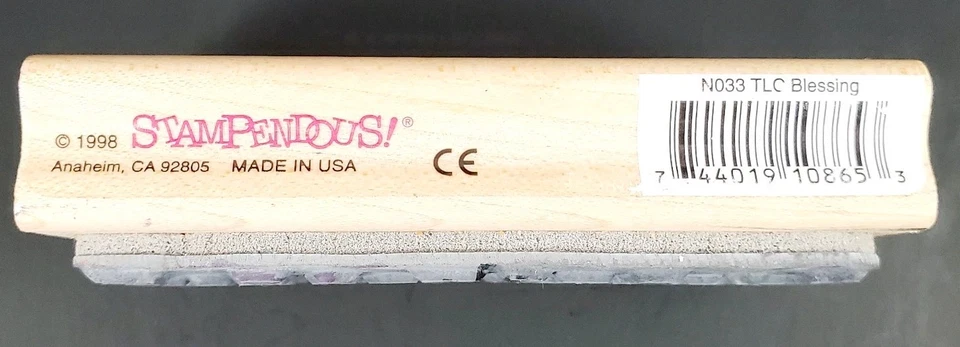 © 1998 STAMPENDOUS!®
Anaheim, CA 92805 MADE IN USA
CE
N033 TLC Blessing
7 44019 10865 3